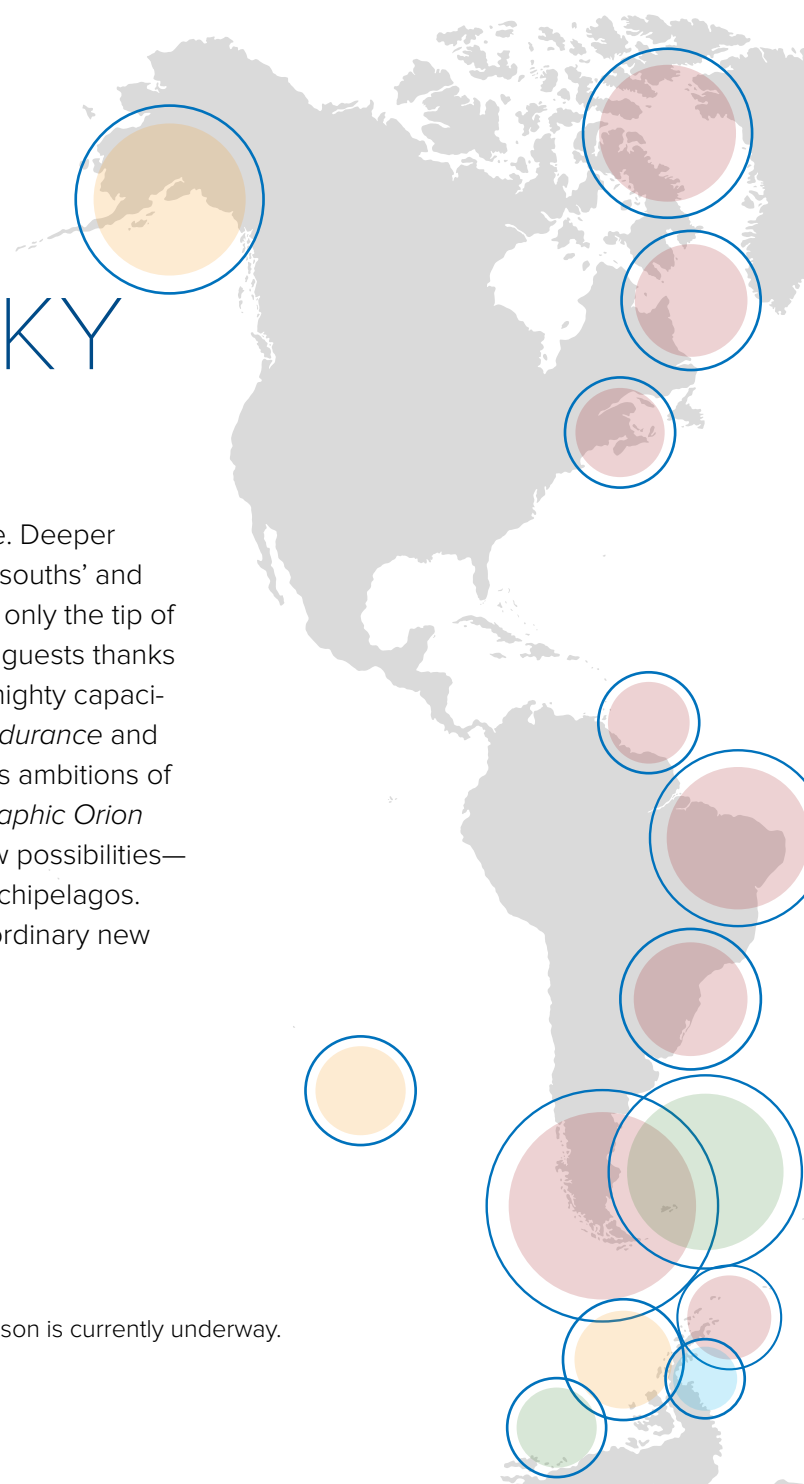 KY
e. Deeper
souths’ and
only the tip of
guests thanks
mighty capaci-
durance and
s ambitions of
aphic Orion
w possibilities—
chipelagos.
ordinary new
son is currently underway.